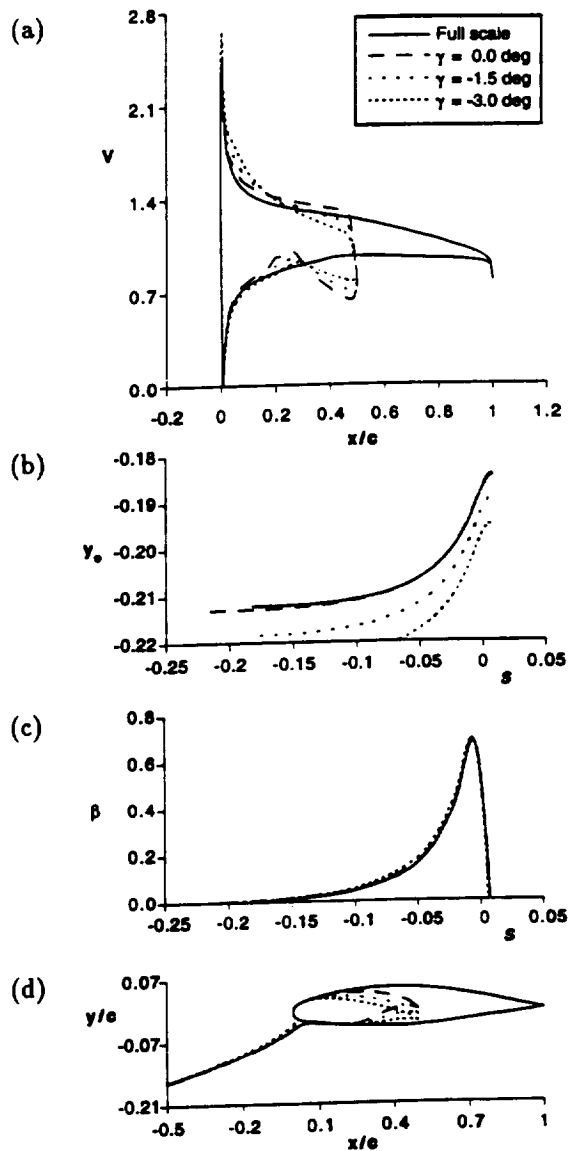 (a)
2.8
2.1
V
1.4
0.7
0.0
-0.2 0 0.2 0.4 0.6 0.8 1 1.2
x/c
Full scale
γ = 0.0 deg
γ = -1.5 deg
γ = -3.0 deg
(b)
-0.18
-0.19
yₒ -0.20
-0.21
-0.22
-0.25 -0.2 -0.15 -0.1 -0.05 0 0.05
s
(c)
0.8
0.6
β 0.4
0.2
0.0
-0.25 -0.2 -0.15 -0.1 -0.05 0 0.05
s
(d)
0.07
y/c
-0.07
-0.21
-0.5 -0.2 0.1 0.4 0.7 1
x/c